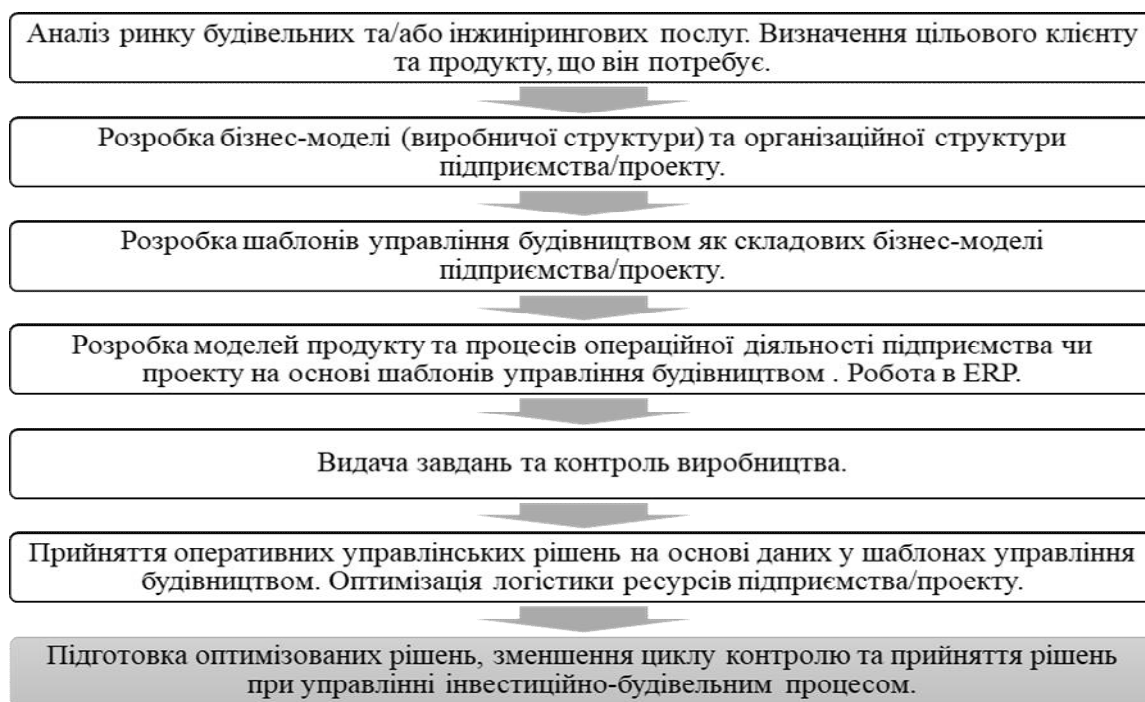 Аналіз ринку будівельних та/або інжинірингових послуг. Визначення цільового клієнту
та продукту, що він потребує.
Розробка бізнес-моделі (виробничої структури) та організаційної структури
підприємства/проекту.
Розробка шаблонів управління будівництвом як складових бізнес-моделі
підприємства/проекту.
Розробка моделей продукту та процесів операційної діяльності підприємства чи
проекту на основі шаблонів управління будівництвом . Робота в ERP.
Видача завдань та контроль виробництва.
Прийняття оперативних управлінських рішень на основі даних у шаблонах управління
будівництвом. Оптимізація логістики ресурсів підприємства/проекту.
Підготовка оптимізованих рішень, зменшення циклу контролю та прийняття рішень
при управлінні інвестиційно-будівельним процесом.